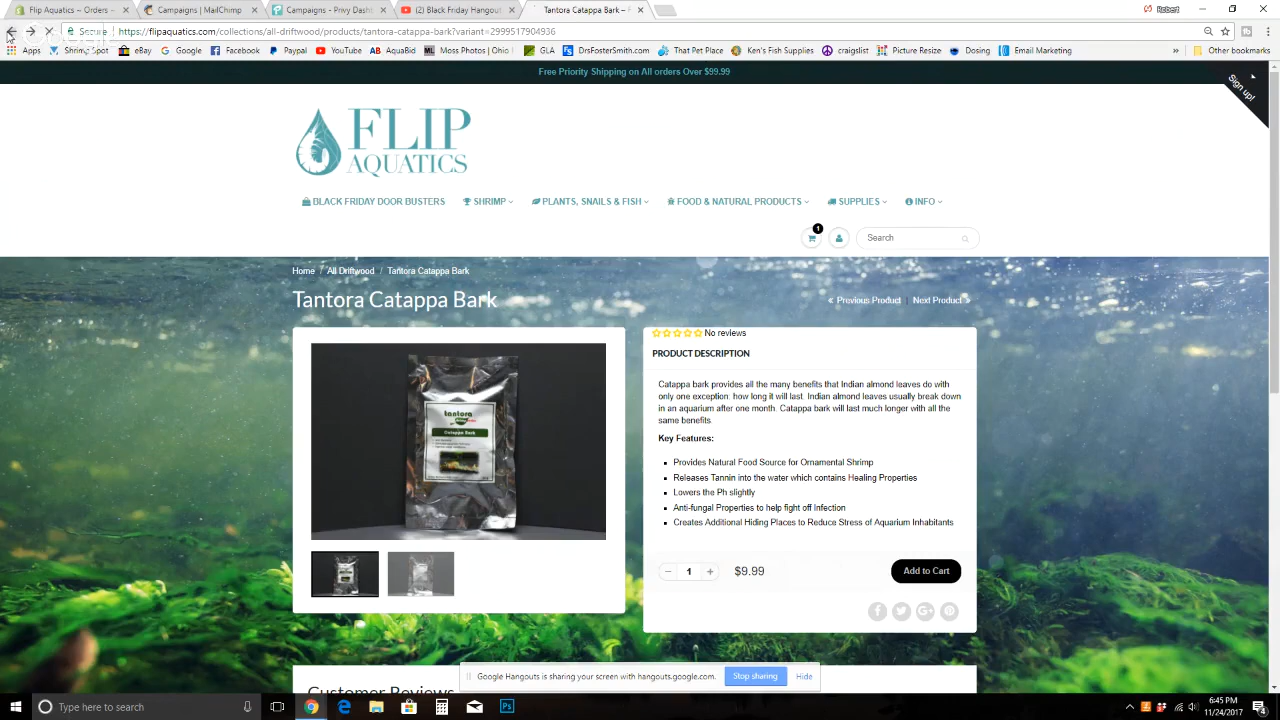 Flip Aquatics ~ Orders ~
Campaigns | MailChimp
Campaigns - Privy Dash
(2) Black Friday Hangout
Tantora Catappa Bark –
Robert
Secure
https://flipaquatics.com/collections/all-driftwood/products/tantora-catappa-bark?variant=29995517904936
Apps
ShrimpSpot
eBay
Google
Facebook
Paypal
YouTube
AquaBid
Moss Photos
GLA
DrsFosterSmith.com
That Pet Place
Ken's Fish Supplies
craigslist
Picture Resize
Dosing
Email Marketing
»
Other bookmarks
Free Priority Shipping on All orders Over $99.99
Sign up!
FLIP
AQUATICS
BLACK FRIDAY DOOR BUSTERS
SHRIMP
PLANTS, SNAILS & FISH
FOOD & NATURAL PRODUCTS
SUPPLIES
INFO
1
Search
Home / All Driftwood / Tantora Catappa Bark
Tantora Catappa Bark
« Previous Product | Next Product »
No reviews
PRODUCT DESCRIPTION
Catappa bark provides all the many benefits that Indian almond leaves do with
only one exception: how long it will last. Indian almond leaves usually break down
in an aquarium after one month. Catappa bark will last much longer with all the
same benefits.
Key Features:
Provides Natural Food Source for Ornamental Shrimp
Releases Tannin into the water which contains Healing Properties
Lowers the Ph slightly
Anti-fungal Properties to help fight off Infection
Creates Additional Hiding Places to Reduce Stress of Aquarium Inhabitants
tantora
Catappa Bark
− 1 +
$9.99
Add to Cart
Customer Reviews
Google Hangouts is sharing your screen with hangouts.google.com.
Stop sharing
Hide
Type here to search
6:45 PM
11/24/2017